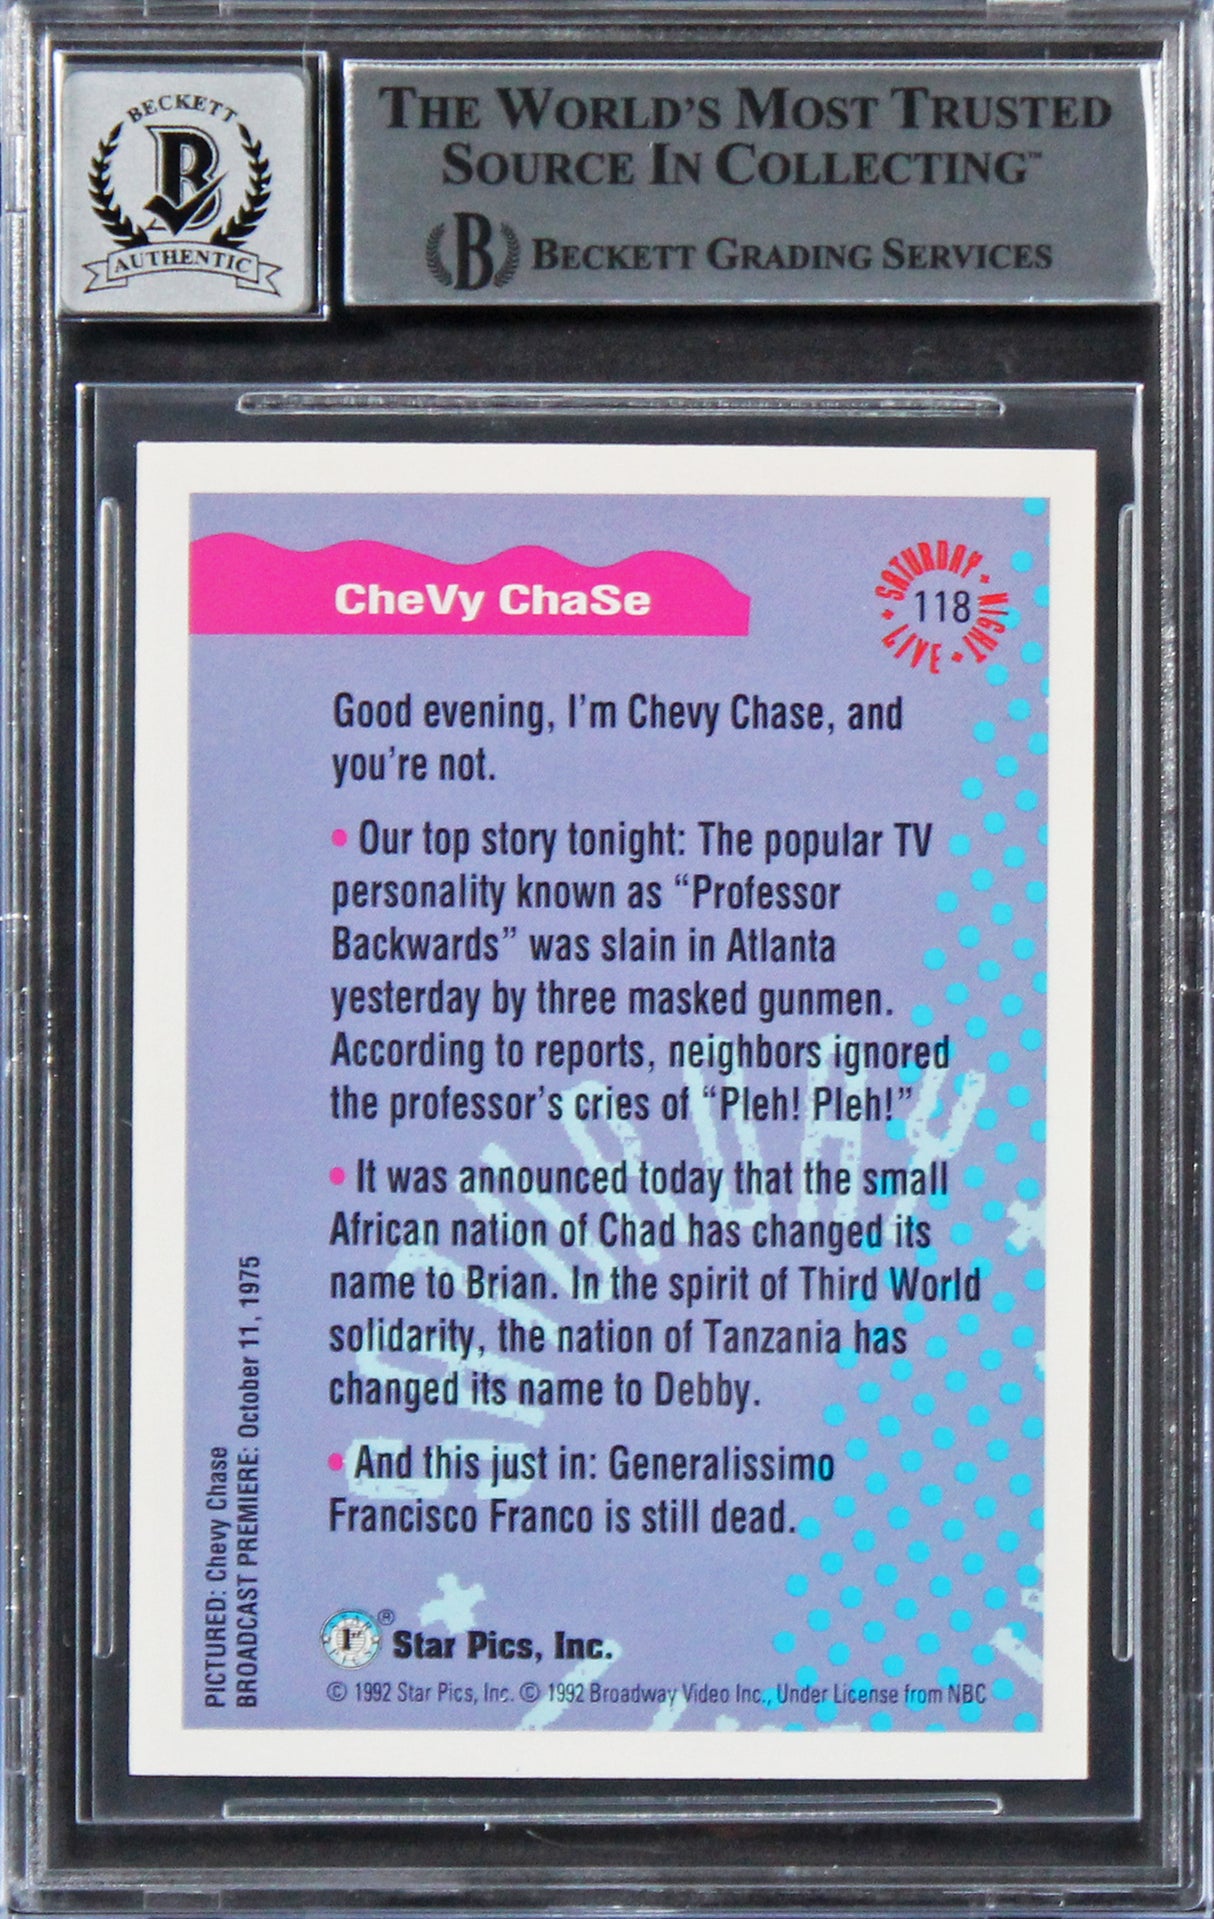 BECKETT
B
AUTHENTIC
THE WORLD'S MOST TRUSTED
SOURCE IN COLLECTING™
B BECKETT GRADING SERVICES
CheVy ChaSe
SATURDAY • NIGHT • LIVE •
118
Good evening, I'm Chevy Chase, and
you're not.
• Our top story tonight: The popular TV
personality known as “Professor
Backwards” was slain in Atlanta
yesterday by three masked gunmen.
According to reports, neighbors ignored
the professor's cries of “Pleh! Pleh!”
• It was announced today that the small
African nation of Chad has changed its
name to Brian. In the spirit of Third World
solidarity, the nation of Tanzania has
changed its name to Debby.
• And this just in: Generalissimo
Francisco Franco is still dead.
PICTURED: Chevy Chase
BROADCAST PREMIERE: October 11, 1975
SATURDAY
1st ® Star Pics, Inc.
© 1992 Star Pics, Inc. © 1992 Broadway Video Inc., Under License from NBC